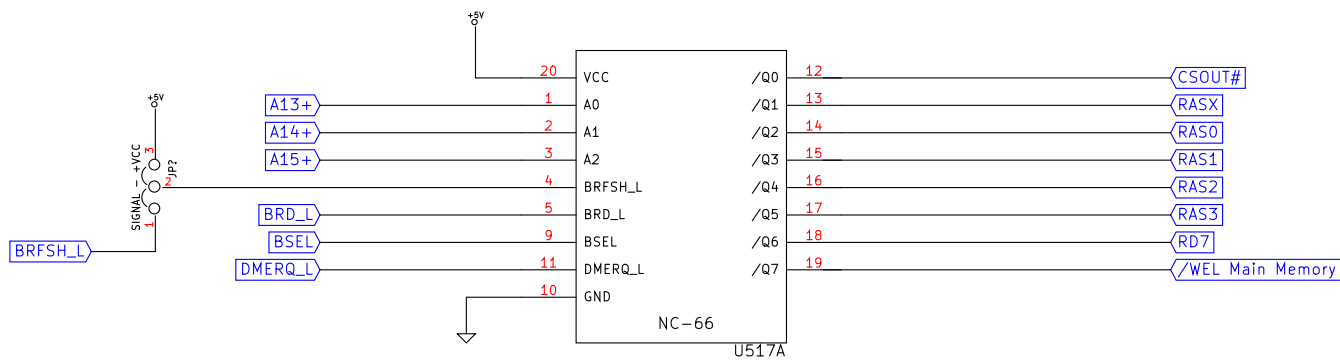 +5V
20 VCC /Q0 12 CSOUT#
A13+ 1 A0 /Q1 13 RASX
+5V
A14+ 2 A1 /Q2 14 RAS0
A15+ 3 A2 /Q3 15 RAS1
3
SIGNAL - +VCC
JP?
2
1
4 BRFSH_L /Q4 16 RAS2
BRD_L 5 BRD_L /Q5 17 RAS3
BSEL 9 BSEL /Q6 18 RD7
BRFSH_L
DMERQ_L 11 DMERQ_L /Q7 19 /WEL Main Memory
10 GND
NC-66
U517A